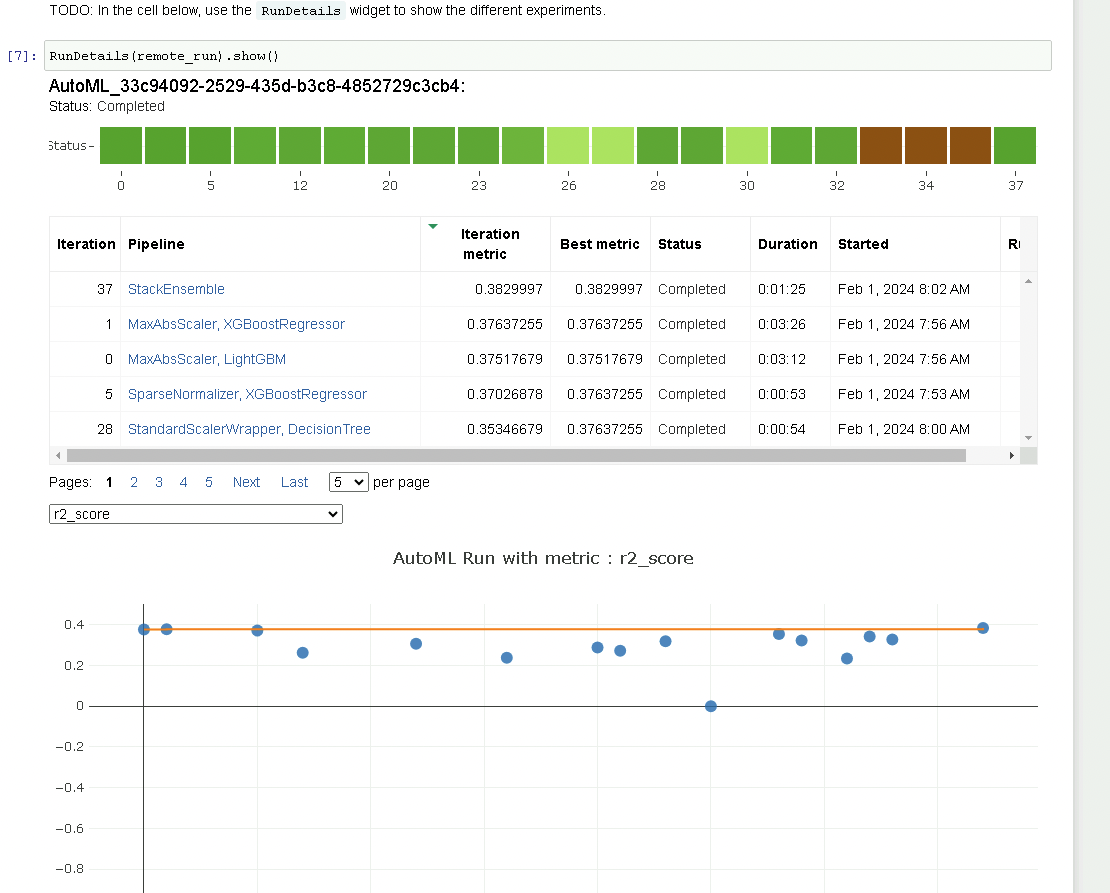 TODO: In the cell below, use the RunDetails widget to show the different experiments.
[7]: RunDetails(remote_run).show()
AutoML_33c94092-2529-435d-b3c8-4852729c3cb4:
Status: Completed
Status
0 5 12 20 23 26 28 30 32 34 37
Iteration Pipeline Iteration metric Best metric Status Duration Started
37 StackEnsemble 0.3829997 0.3829997 Completed 0:01:25 Feb 1, 2024 8:02 AM
1 MaxAbsScaler, XGBoostRegressor 0.37637255 0.37637255 Completed 0:03:26 Feb 1, 2024 7:56 AM
0 MaxAbsScaler, LightGBM 0.37517679 0.37517679 Completed 0:03:12 Feb 1, 2024 7:56 AM
5 SparseNormalizer, XGBoostRegressor 0.37026878 0.37026878 Completed 0:00:53 Feb 1, 2024 7:53 AM
28 StandardScalerWrapper, DecisionTree 0.35346679 0.37637255 Completed 0:00:54 Feb 1, 2024 8:00 AM
Pages: 1 2 3 4 5 Next Last 5 per page
r2_score
AutoML Run with metric : r2_score
0.4
0.2
0
−0.2
−0.4
−0.6
−0.8